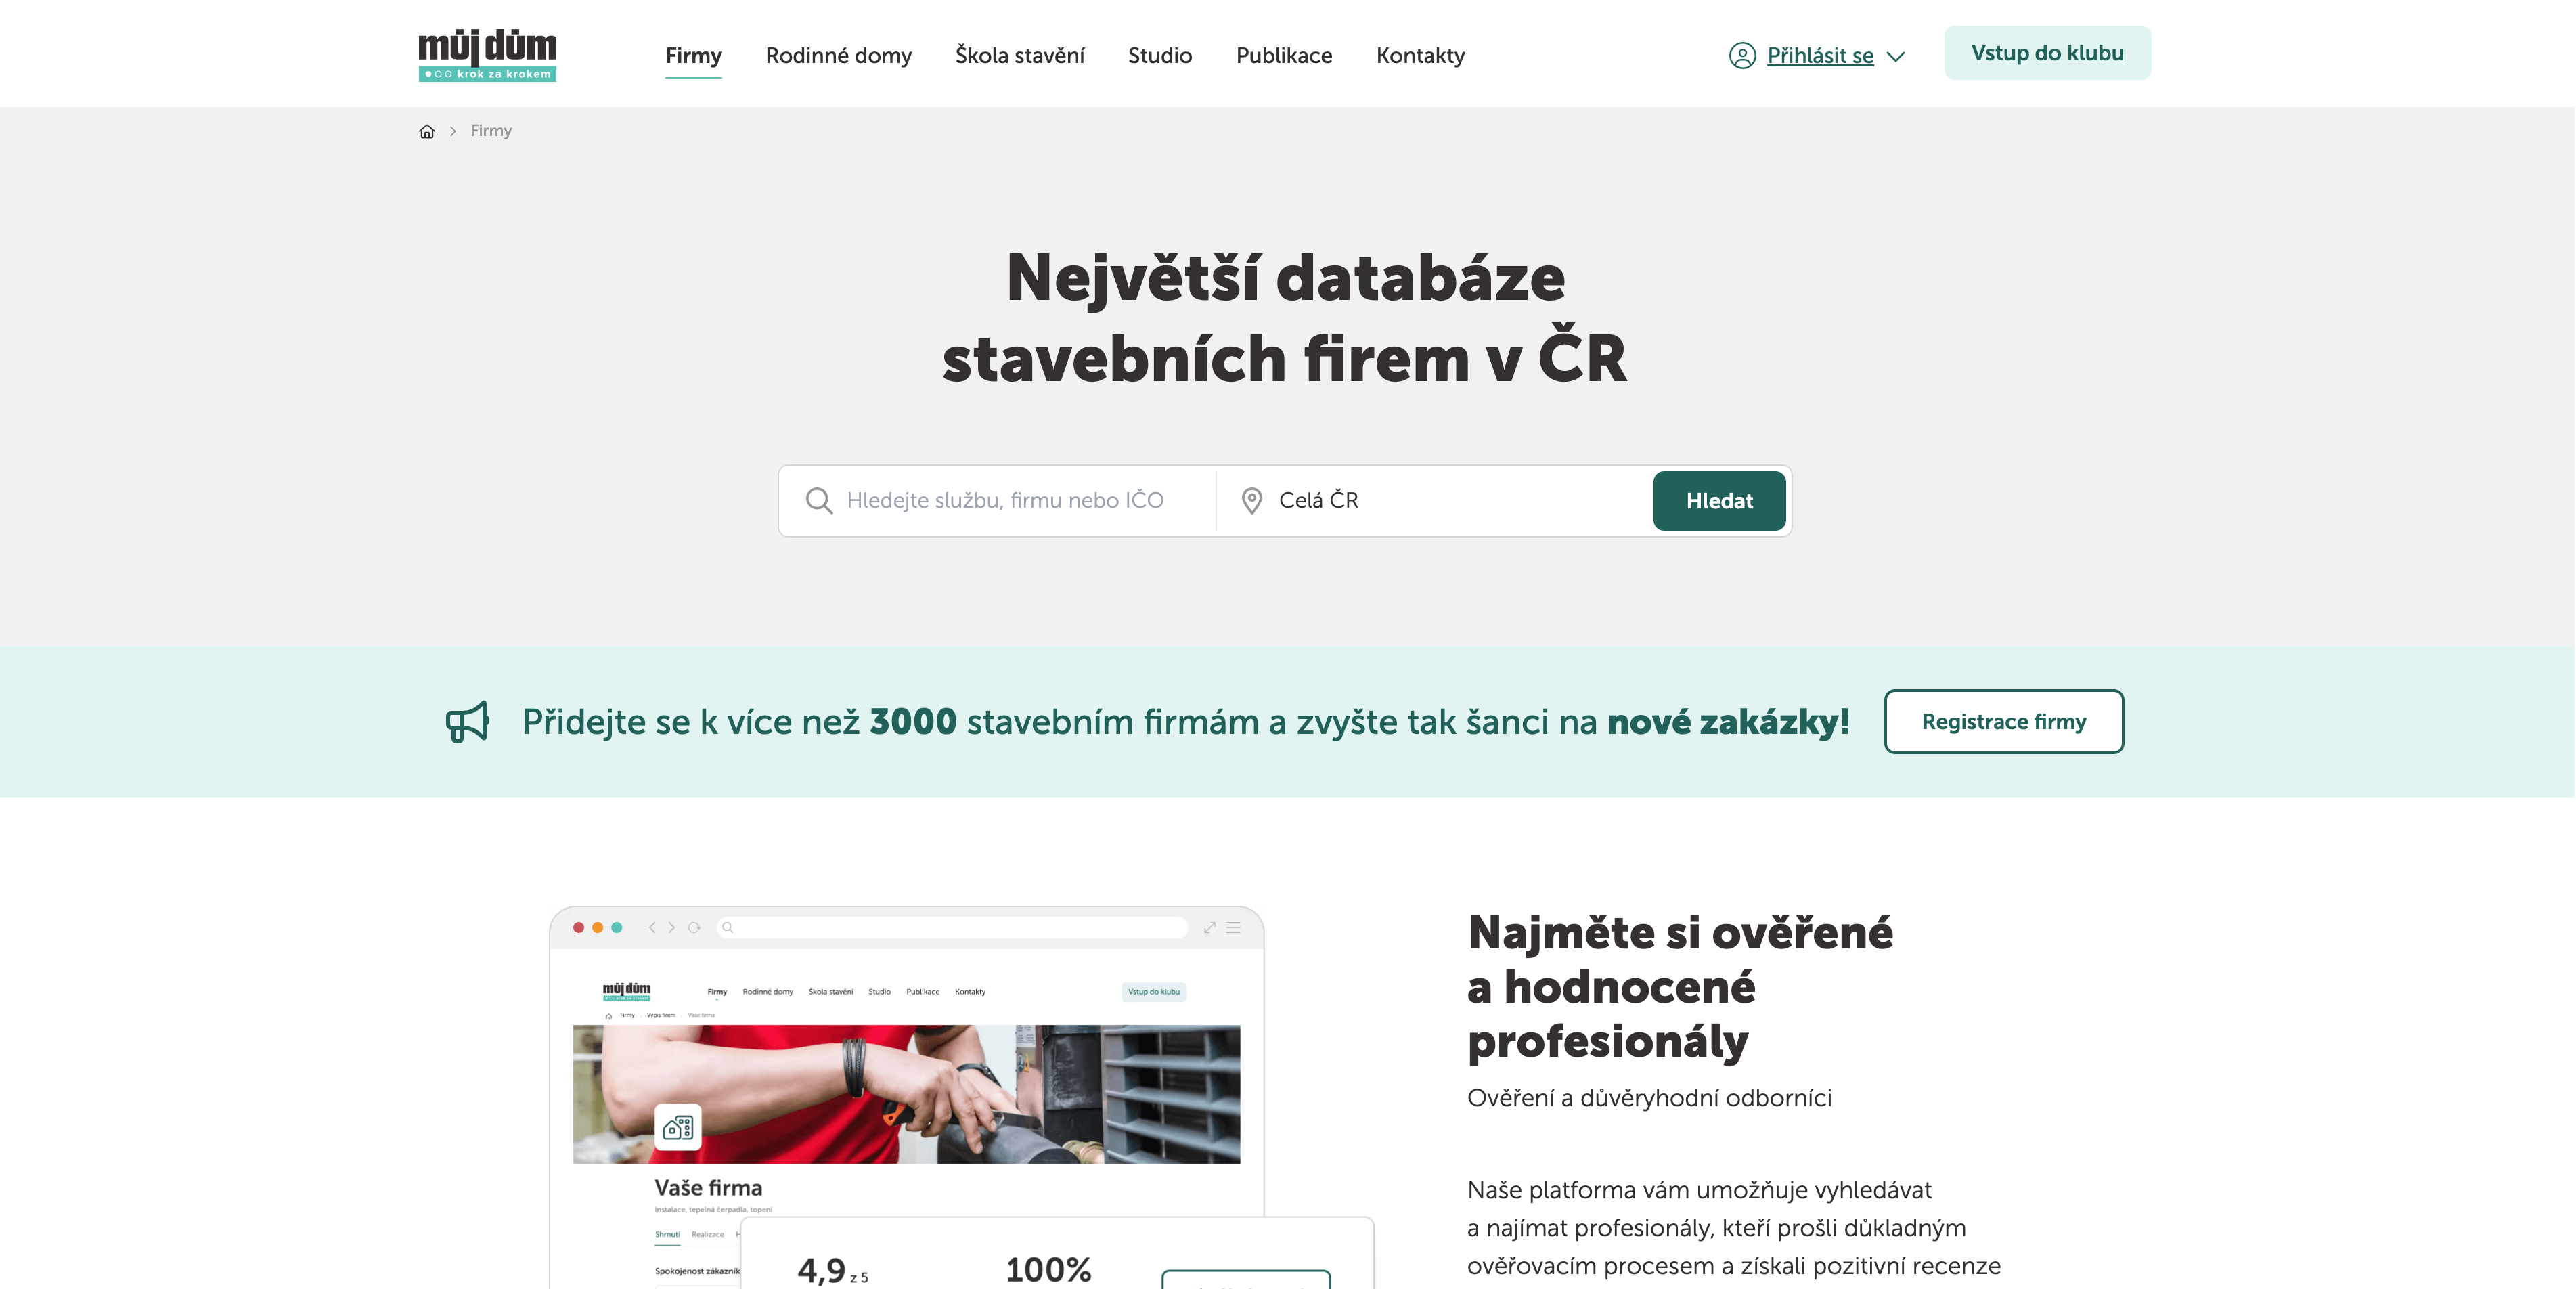 můj dům
krok za krokem
Firmy
Rodinné domy
Škola stavění
Studio
Publikace
Kontakty
Přihlásit se
Vstup do klubu
Firmy
Největší databáze
stavebních firem v ČR
Hledejte službu, firmu nebo IČO
Celá ČR
Hledat
Přidejte se k více než 3000 stavebním firmám a zvyšte tak šanci na nové zakázky!
Registrace firmy
můj dům
Firmy
Rodinné domy
Škola stavění
Studio
Publikace
Kontakty
Vstup do klubu
Firmy
Výpis firem
Vaše firma
Vaše firma
Instalace, tepelná čerpadla, topení
Shrnutí
Realizace
H
Spokojenost zákazník
4,9 z 5
100%
Najměte si ověřené
a hodnocené
profesionály
Ověření a důvěryhodní odborníci
Naše platforma vám umožňuje vyhledávat
a najímat profesionály, kteří prošli důkladným
ověřovacím procesem a získali pozitivní recenze